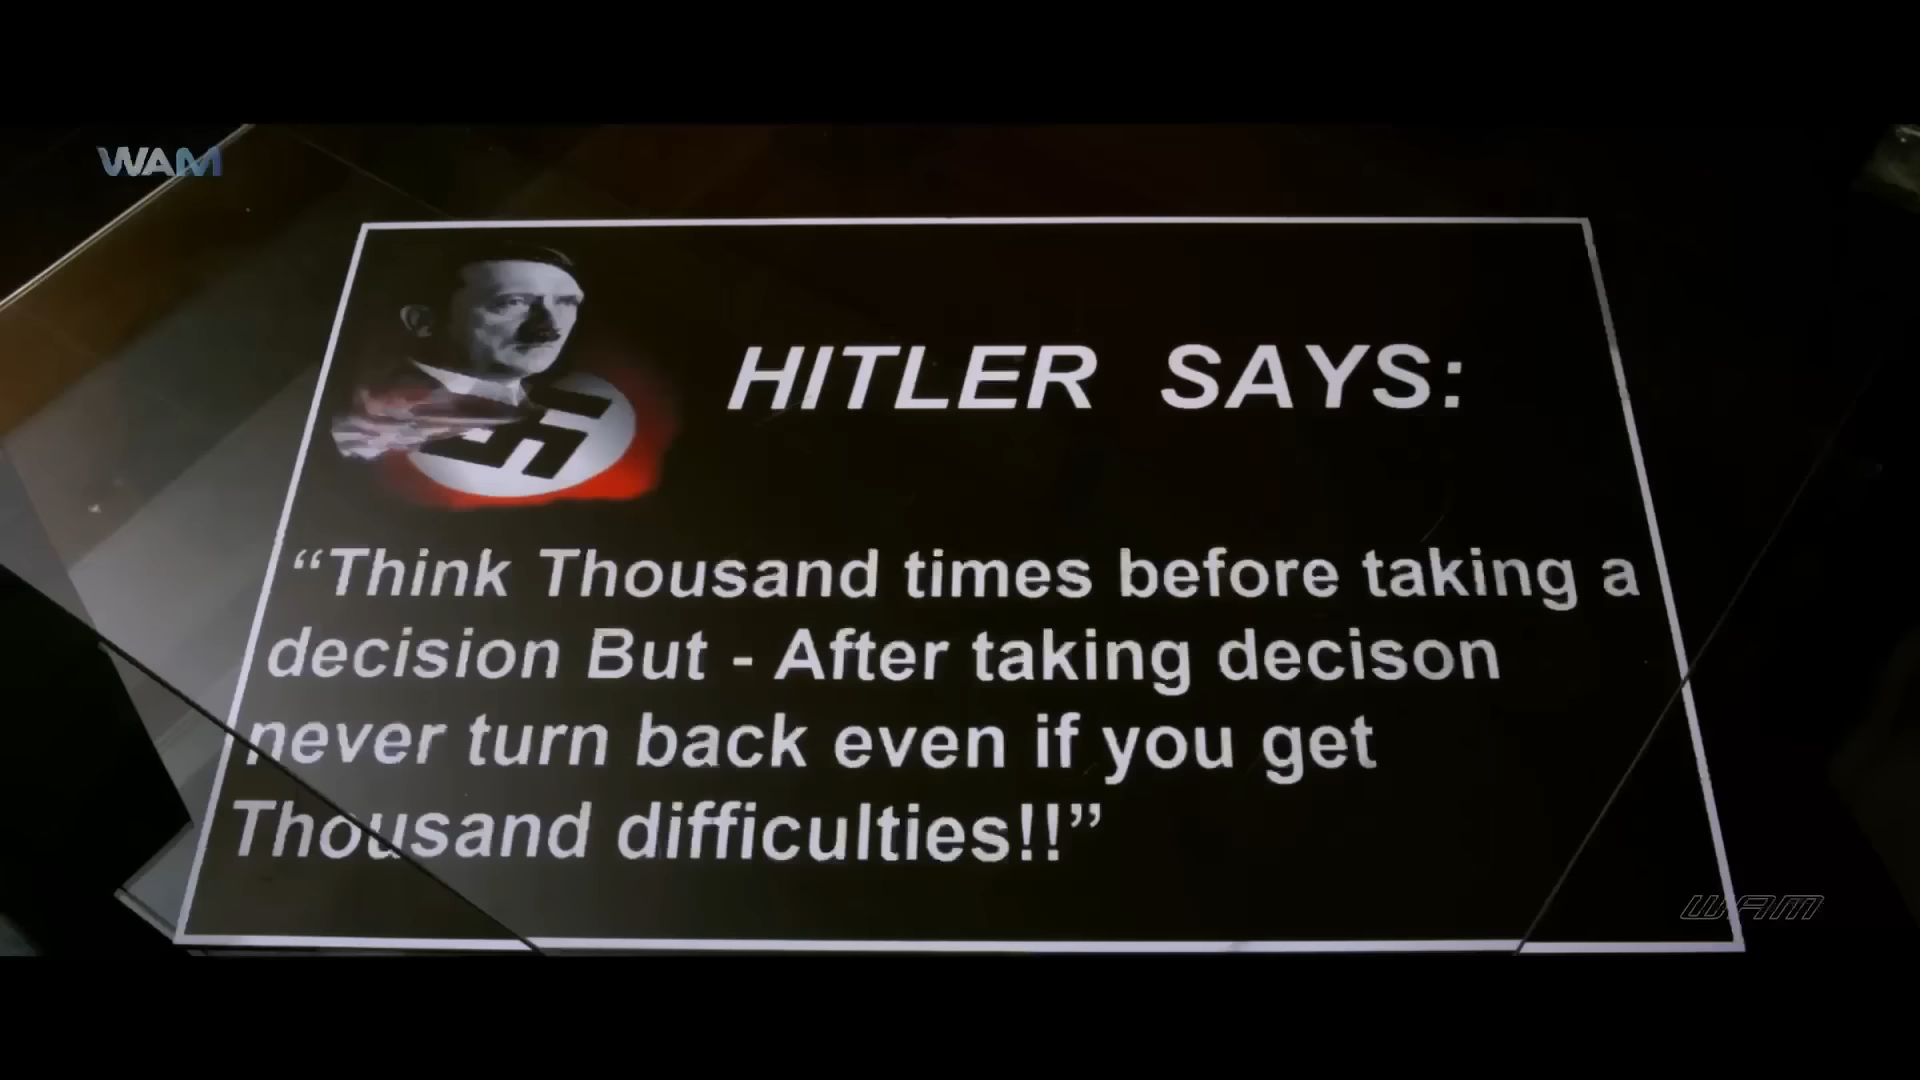 WAM
HITLER SAYS:
“Think Thousand times before taking a
decision But - After taking decison
never turn back even if you get
Thousand difficulties!!”
WAM